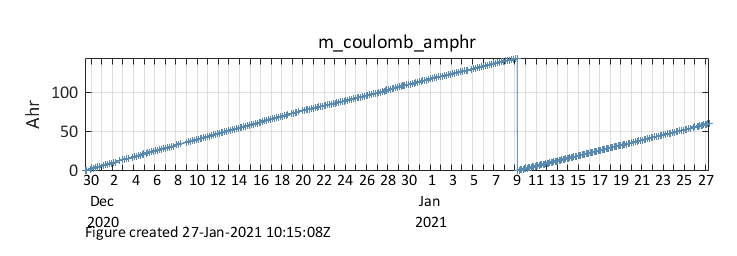 m_coulomb_amphr
Ahr
100
50
0
30 2 4 6 8 10 12 14 16 18 20 22 24 26 28 30 1 3 5 7 9 11 13 15 17 19 21 23 25 27
Dec Jan
2020 2021
Figure created 27-Jan-2021 10:15:08Z